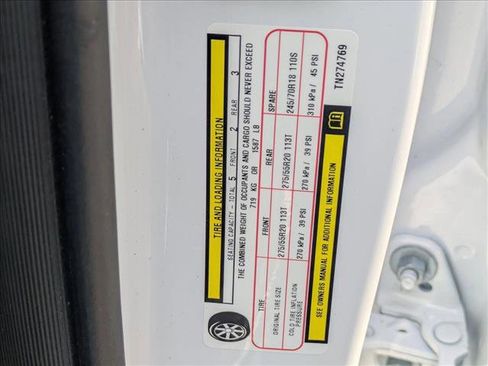 TIRE AND LOADING INFORMATION
SEATING CAPACITY - TOTAL 5 FRONT 2 REAR 3
THE COMBINED WEIGHT OF OCCUPANTS AND CARGO SHOULD NEVER EXCEED
719 KG OR 1587 LB
TIRE FRONT REAR SPARE
ORIGINAL TIRE SIZE 275/55R20 113T 275/55R20 113T 245/70R18 110S
COLD TIRE INFLATION PRESSURE 270 kPa / 39 PSI 270 kPa / 39 PSI 310 kPa / 45 PSI
SEE OWNERS MANUAL FOR ADDITIONAL INFORMATION
TN274769